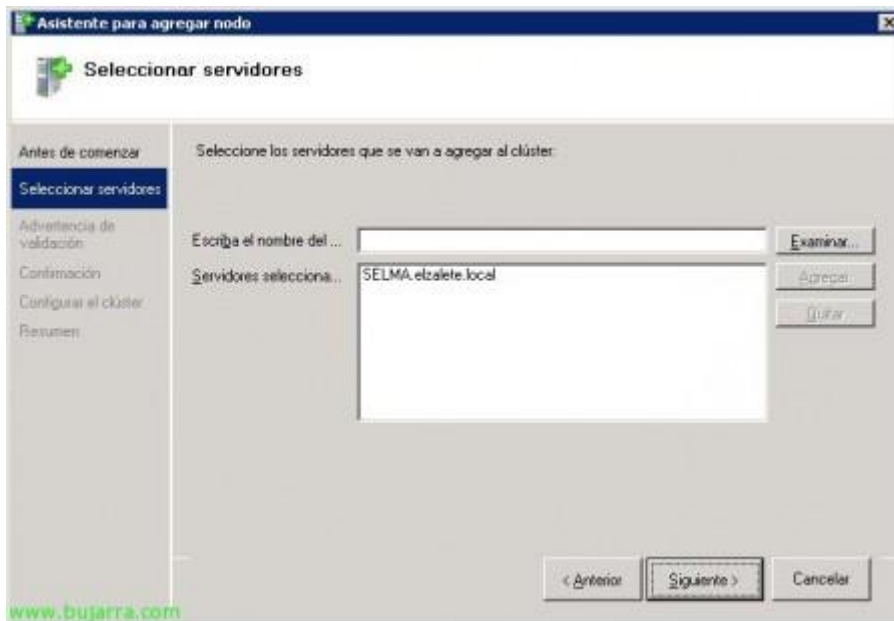 Asistente para agregar nodo
Seleccionar servidores
Antes de comenzar
Seleccionar servidores
Advertencia de
validación
Confirmación
Configurar el clúster
Resumen
Seleccione los servidores que se van a agregar al clúster:
Escriba el nombre del ...
Examinar...
Servidores selecciona...
SELMA.elzalete.local
Agregar
Quitar
< Anterior
Siguiente >
Cancelar
www.bujarra.com